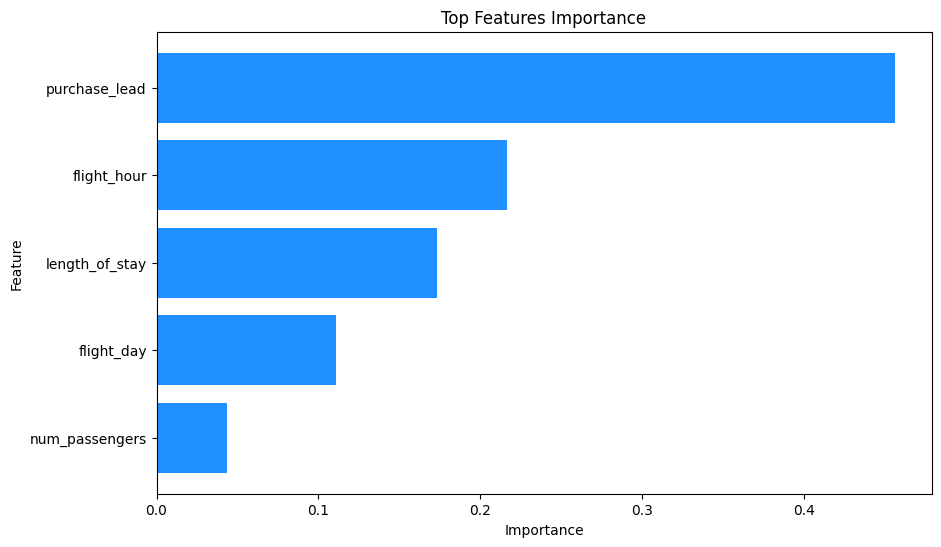 Top Features Importance
purchase_lead
flight_hour
length_of_stay
flight_day
num_passengers
Feature
0.0 0.1 0.2 0.3 0.4
Importance